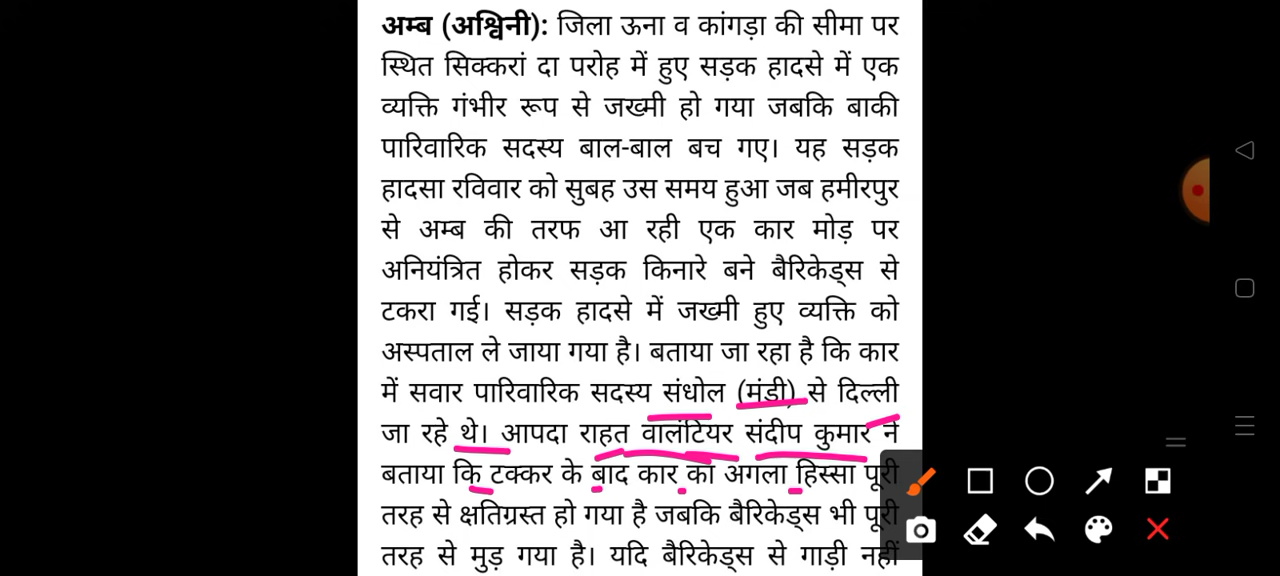 अम्ब (अश्विनी): जिला ऊना व कांगड़ा की सीमा पर
स्थित सिक्करां दा परोह में हुए सड़क हादसे में एक
व्यक्ति गंभीर रूप से जख्मी हो गया जबकि बाकी
पारिवारिक सदस्य बाल-बाल बच गए। यह सड़क
हादसा रविवार को सुबह उस समय हुआ जब हमीरपुर
से अम्ब की तरफ आ रही एक कार मोड़ पर
अनियंत्रित होकर सड़क किनारे बने बैरिकेड्स से
टकरा गई। सड़क हादसे में जख्मी हुए व्यक्ति को
अस्पताल ले जाया गया है। बताया जा रहा है कि कार
में सवार पारिवारिक सदस्य संधोल (मंडी) से दिल्ली
जा रहे थे। आपदा राहत वालंटियर संदीप कुमार ने
बताया कि टक्कर के बाद कार का अगला हिस्सा पूरी
तरह से क्षतिग्रस्त हो गया है जबकि बैरिकेड्स भी पूरी
तरह से मुड़ गया है। यदि बैरिकेड्स से गाड़ी नहीं